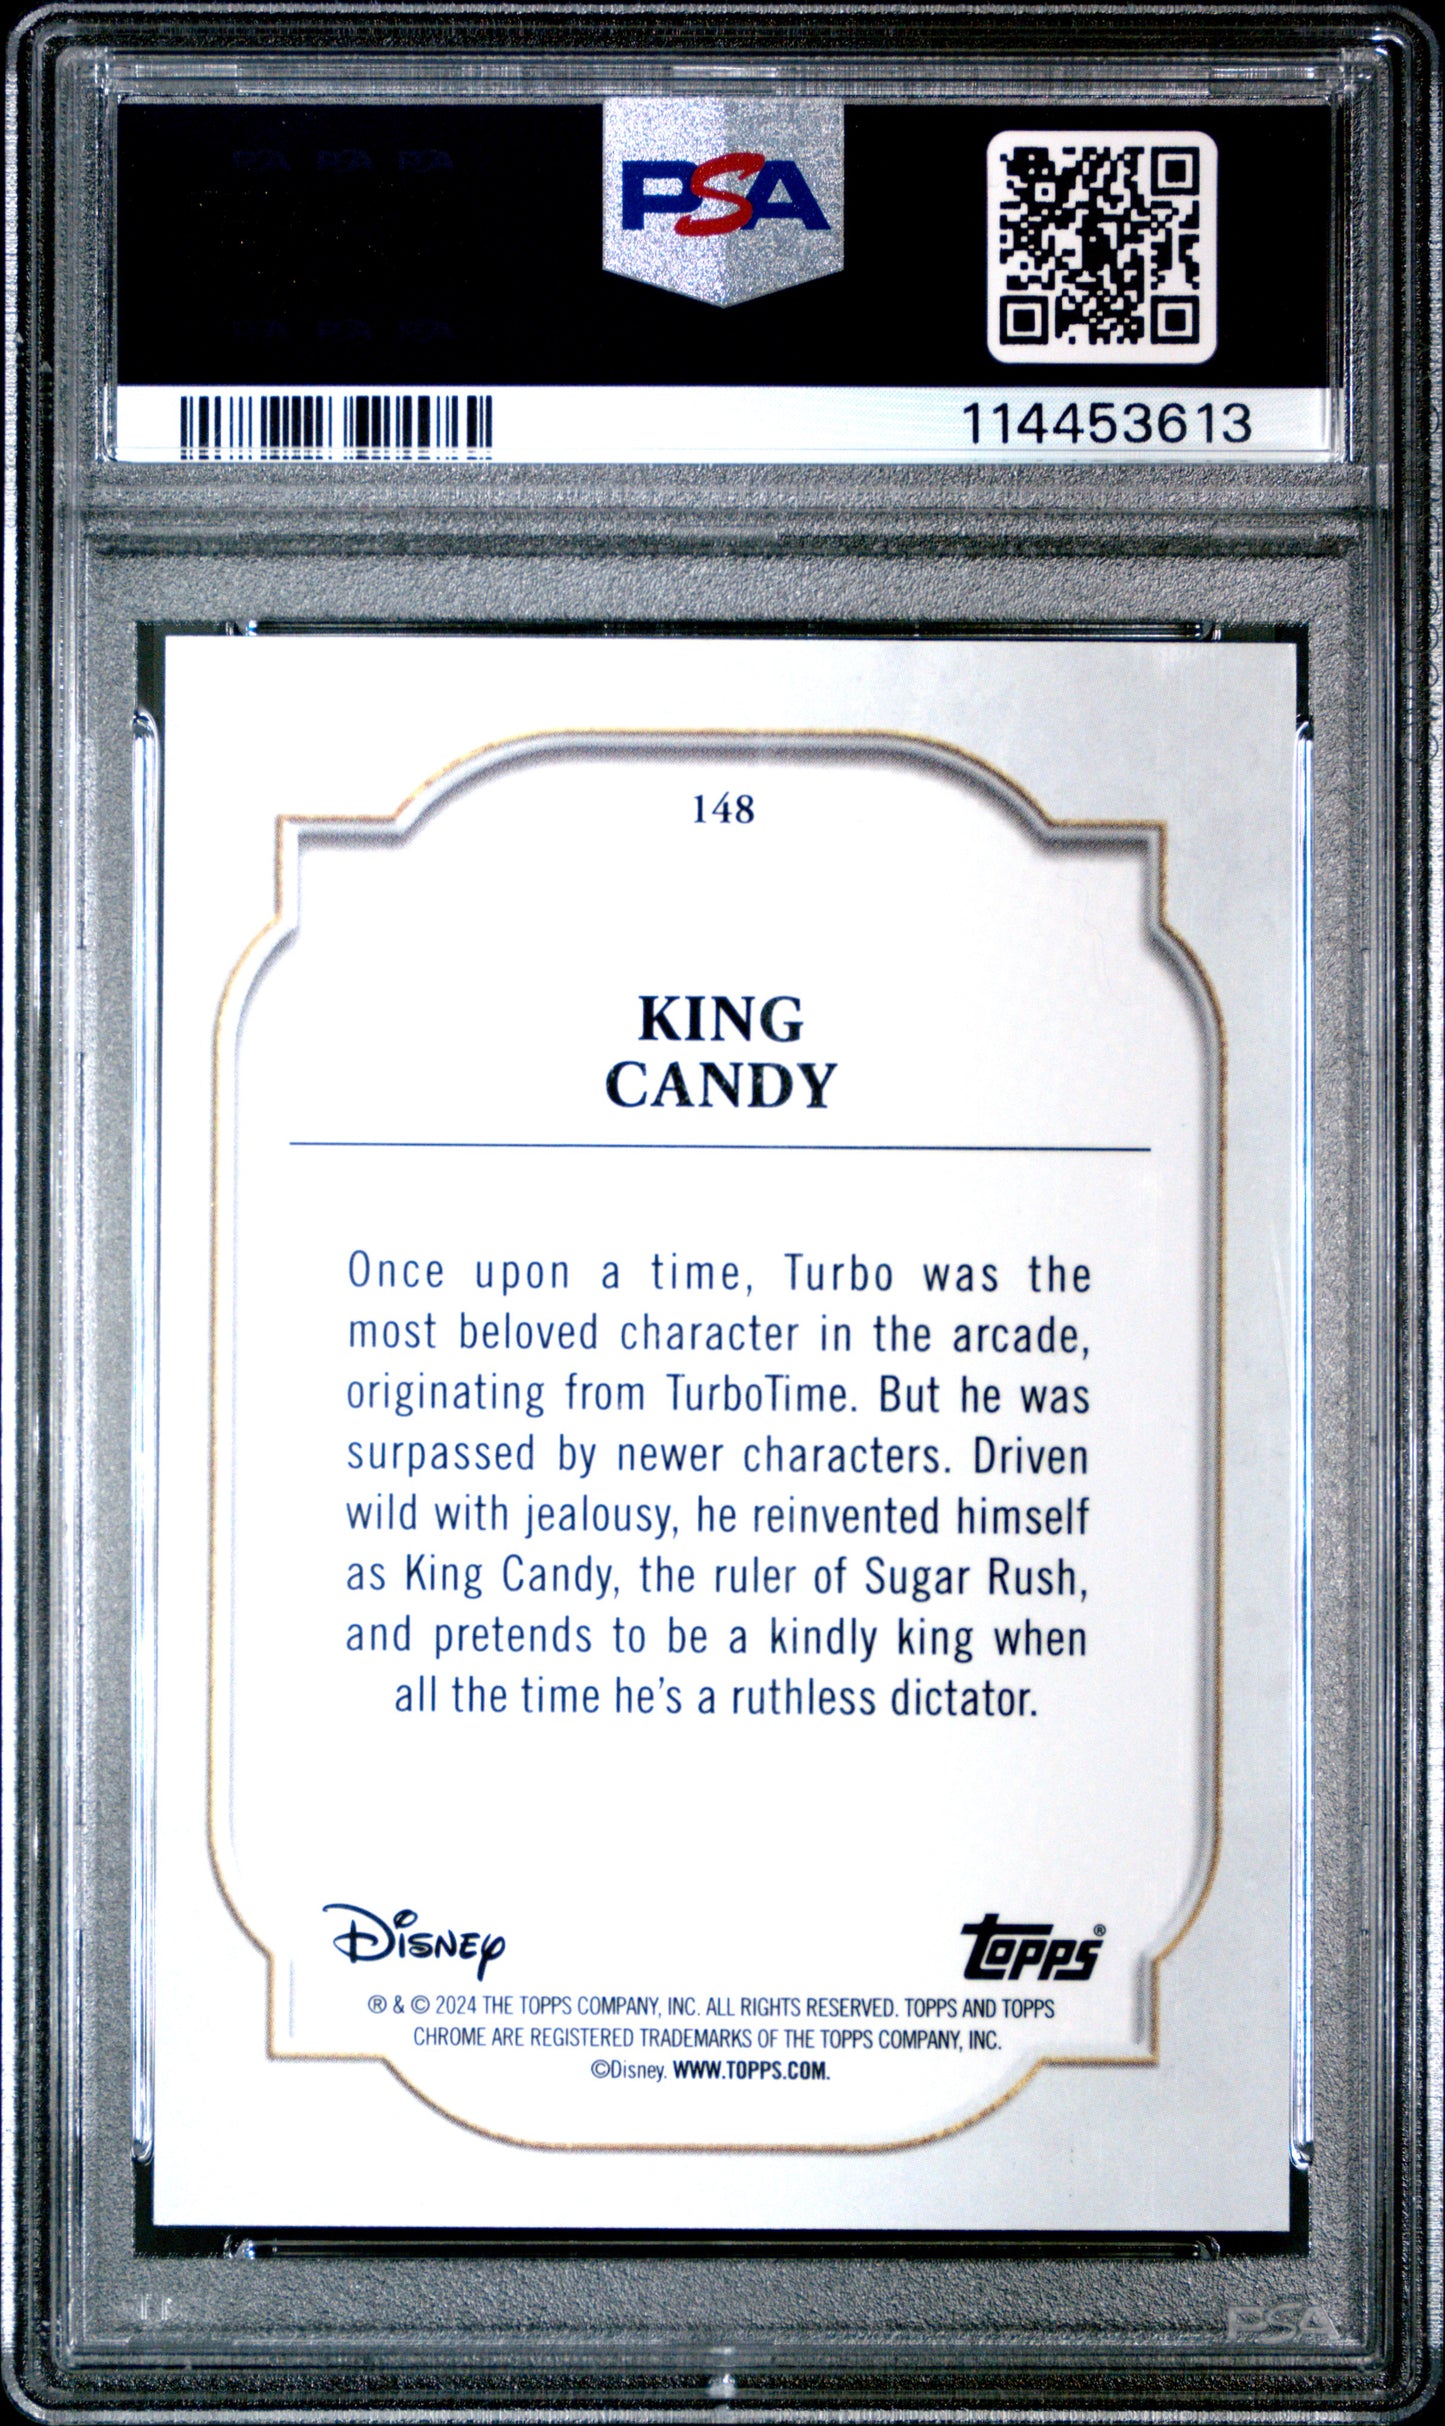 PSA
114453613
148
KING
CANDY
Once upon a time, Turbo was the
most beloved character in the arcade,
originating from TurboTime. But he was
surpassed by newer characters. Driven
wild with jealousy, he reinvented himself
as King Candy, the ruler of Sugar Rush,
and pretends to be a kindly king when
all the time he's a ruthless dictator.
Disney
Topps®
® & © 2024 THE TOPPS COMPANY, INC. ALL RIGHTS RESERVED. TOPPS AND TOPPS
CHROME ARE REGISTERED TRADEMARKS OF THE TOPPS COMPANY, INC.
©Disney. WWW.TOPPS.COM.
PSA